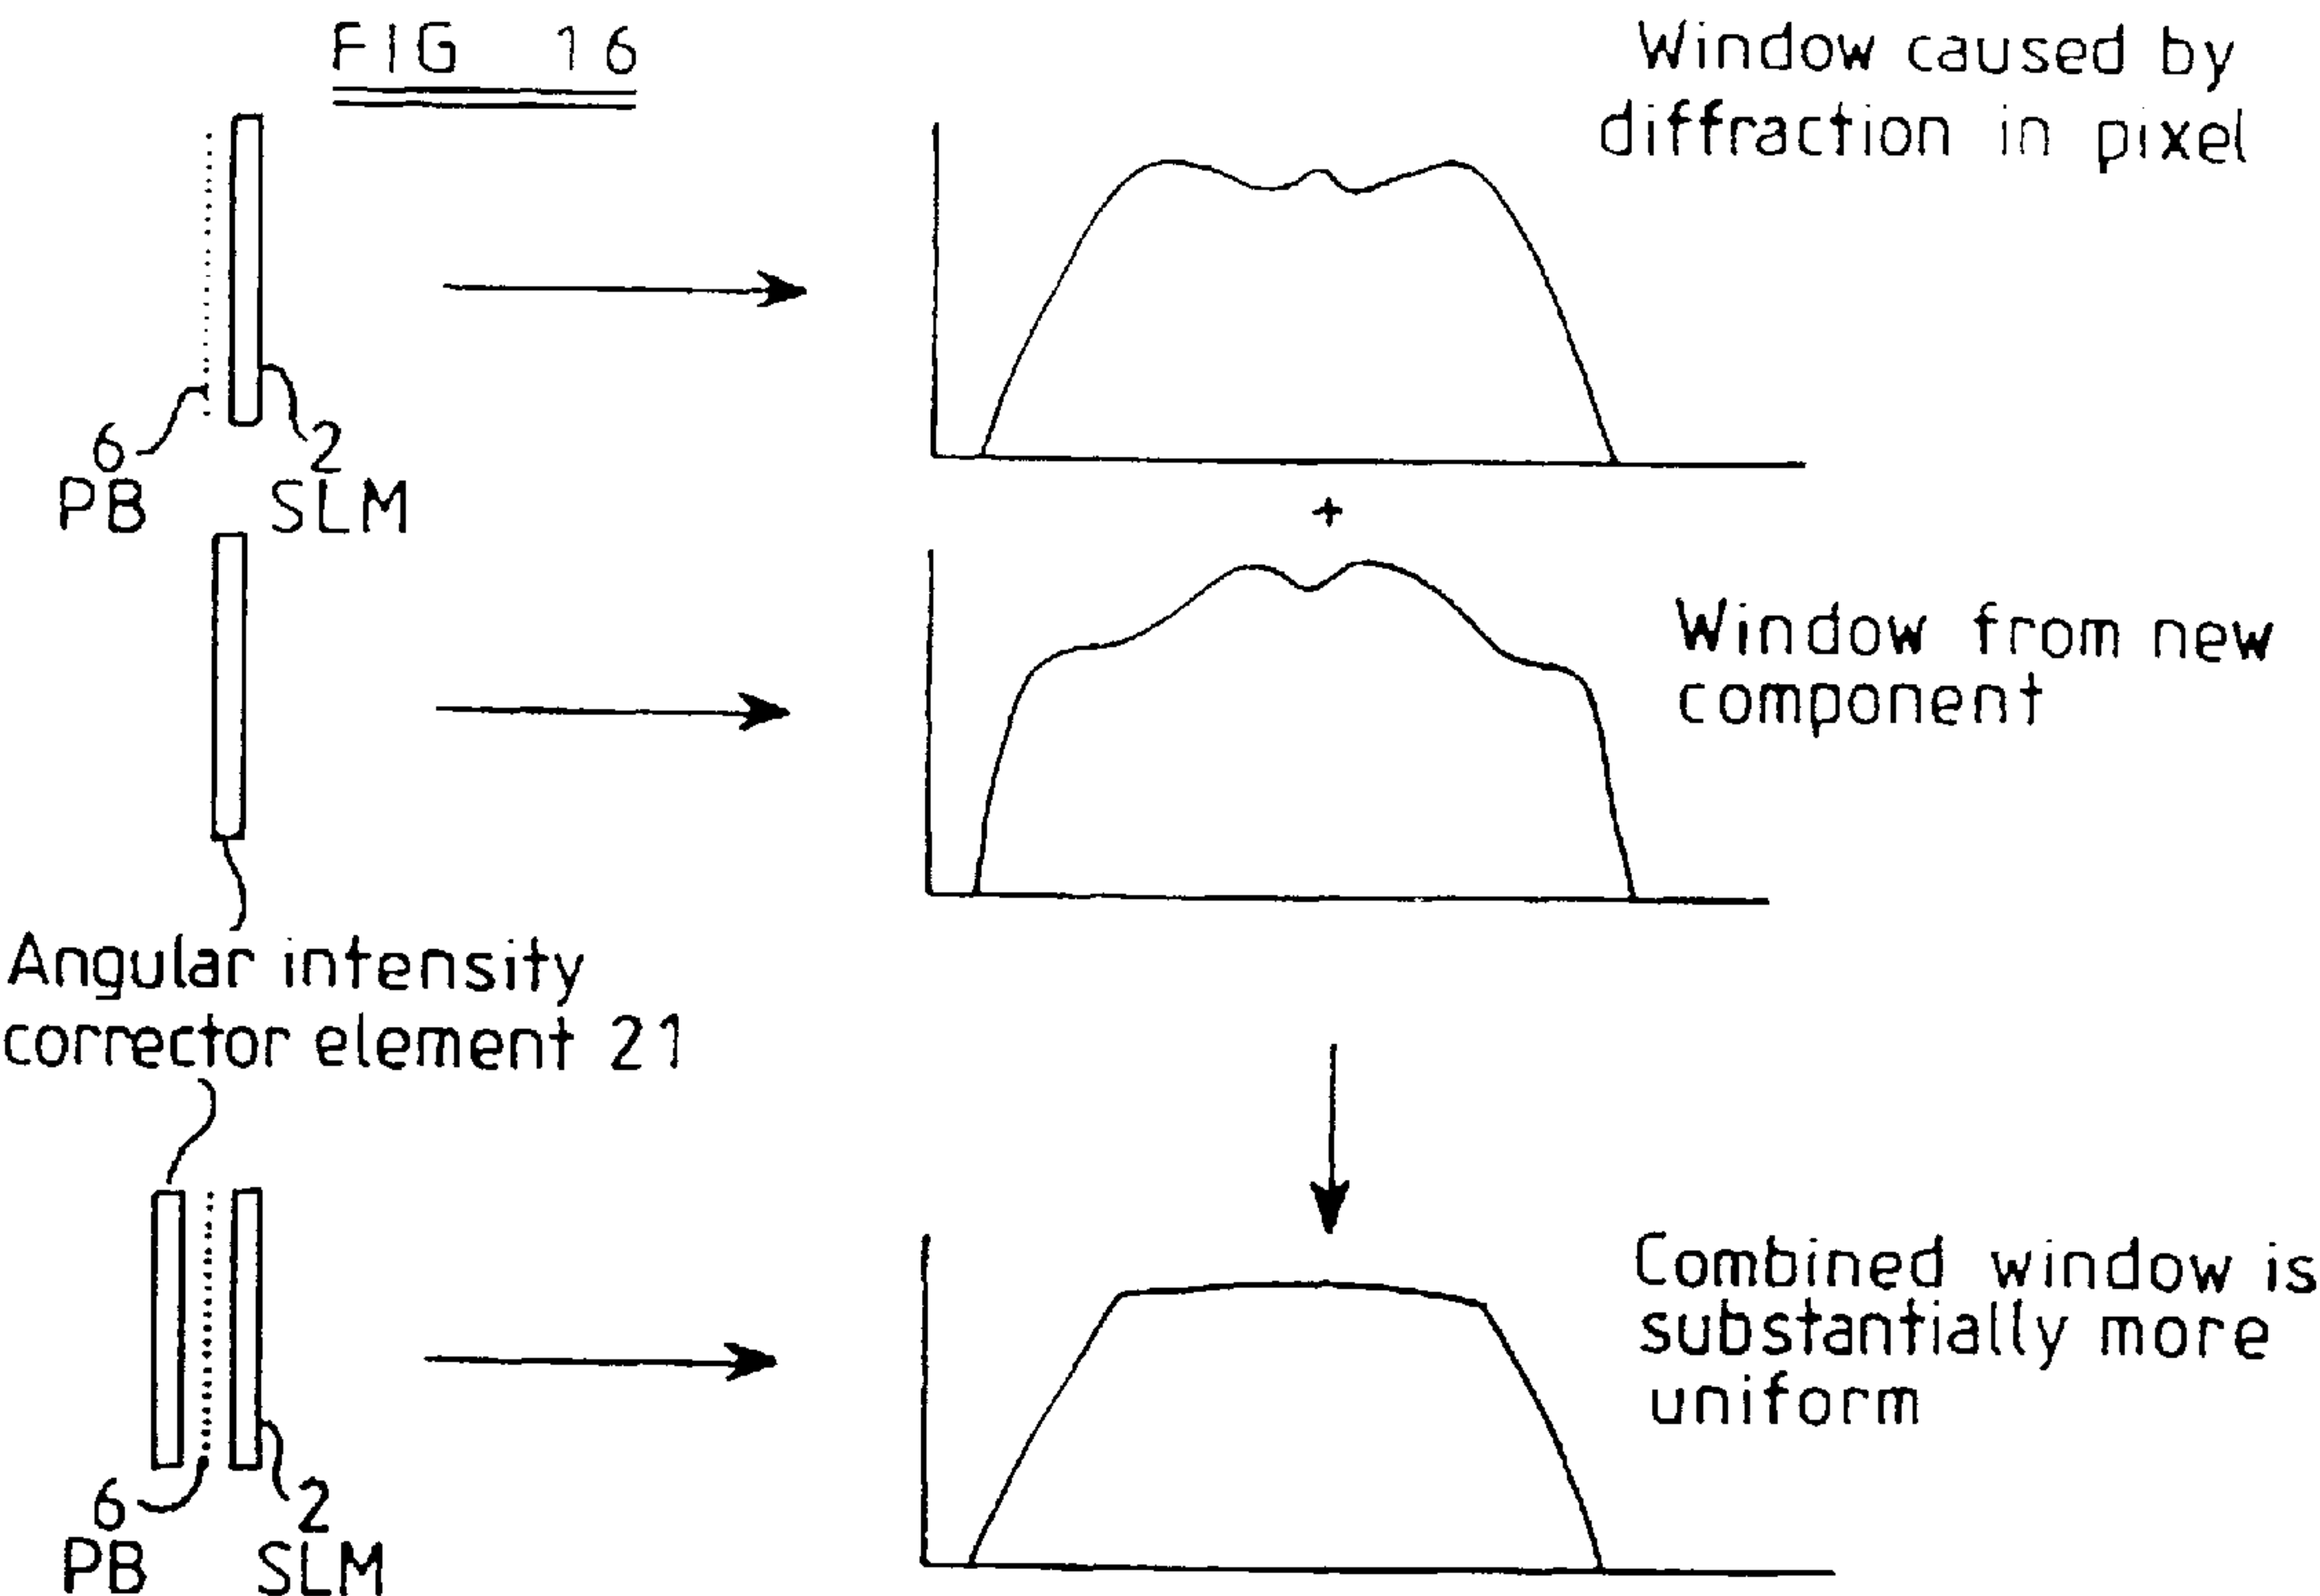 FIG 16
Window caused by
diffraction in pixel
6
2
PB
SLM
+
Window from new
component
Angular intensity
corrector element 21
Combined window is
substantially more
uniform
6
2
PB
SLM